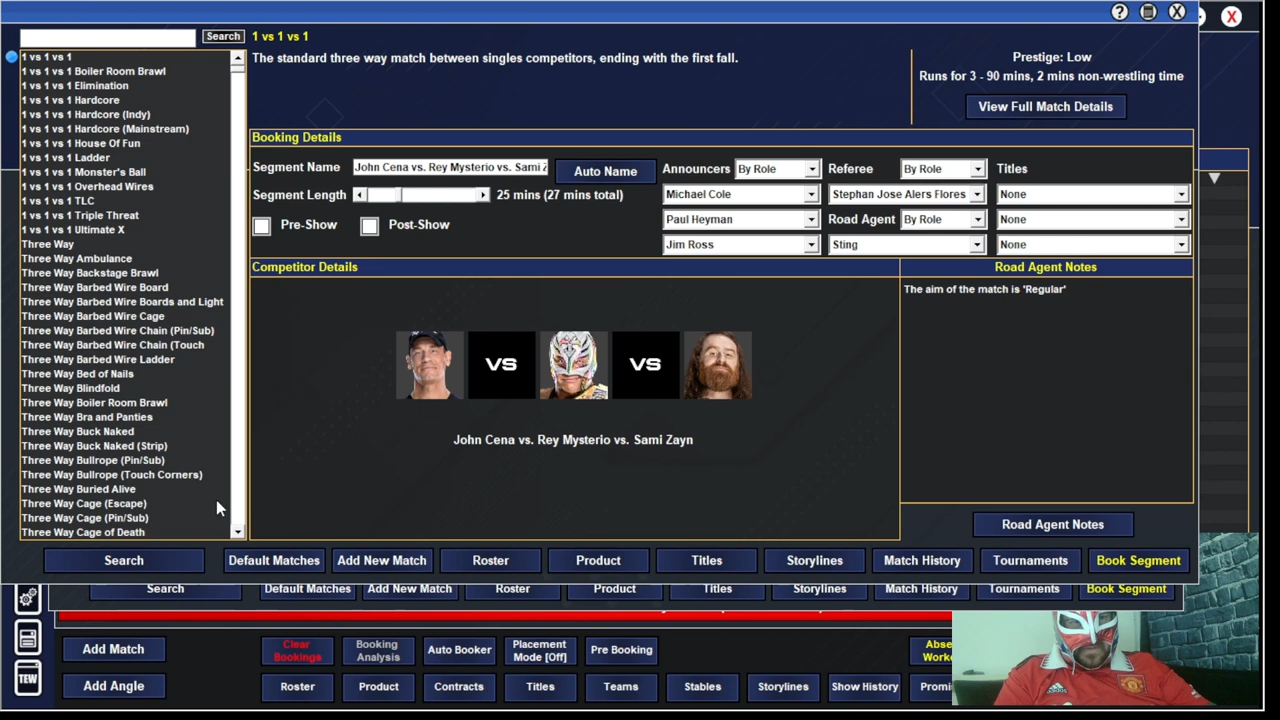 Search
1 vs 1 vs 1
1 vs 1 vs 1 Boiler Room Brawl
1 vs 1 vs 1 Elimination
1 vs 1 vs 1 Hardcore
1 vs 1 vs 1 Hardcore (Indy)
1 vs 1 vs 1 Hardcore (Mainstream)
1 vs 1 vs 1 House Of Fun
1 vs 1 vs 1 Ladder
1 vs 1 vs 1 Monster's Ball
1 vs 1 vs 1 Overhead Wires
1 vs 1 vs 1 TLC
1 vs 1 vs 1 Triple Threat
1 vs 1 vs 1 Ultimate X
Three Way
Three Way Ambulance
Three Way Backstage Brawl
Three Way Barbed Wire Board
Three Way Barbed Wire Boards and Light
Three Way Barbed Wire Cage
Three Way Barbed Wire Chain (Pin/Sub)
Three Way Barbed Wire Chain (Touch
Three Way Barbed Wire Ladder
Three Way Bed of Nails
Three Way Blindfold
Three Way Boiler Room Brawl
Three Way Bra and Panties
Three Way Buck Naked
Three Way Buck Naked (Strip)
Three Way Bullrope (Pin/Sub)
Three Way Bullrope (Touch Corners)
Three Way Buried Alive
Three Way Cage (Escape)
Three Way Cage (Pin/Sub)
Three Way Cage of Death
1 vs 1 vs 1
The standard three way match between singles competitors, ending with the first fall.
? X X
Prestige: Low
Runs for 3 - 90 mins, 2 mins non-wrestling time
View Full Match Details
Booking Details
Segment Name John Cena vs. Rey Mysterio vs. Sami Z Auto Name
Segment Length 25 mins (27 mins total)
Pre-Show Post-Show
Announcers By Role
Michael Cole
Paul Heyman
Jim Ross
Referee By Role
Stephan Jose Alers Flores
Road Agent By Role
Sting
Titles
None
None
None
Competitor Details
VS VS
John Cena vs. Rey Mysterio vs. Sami Zayn
Road Agent Notes
The aim of the match is 'Regular'
Road Agent Notes
Search Default Matches Add New Match Roster Product Titles Storylines Match History Tournaments Book Segment
Search Default Matches Add New Match Roster Product Titles Storylines Match History Tournaments Book Segment
TEW
Add Match Clear Bookings Booking Analysis Auto Booker Placement Mode [Off] Pre Booking Abse Work
Add Angle Roster Product Contracts Titles Teams Stables Storylines Show History Promi